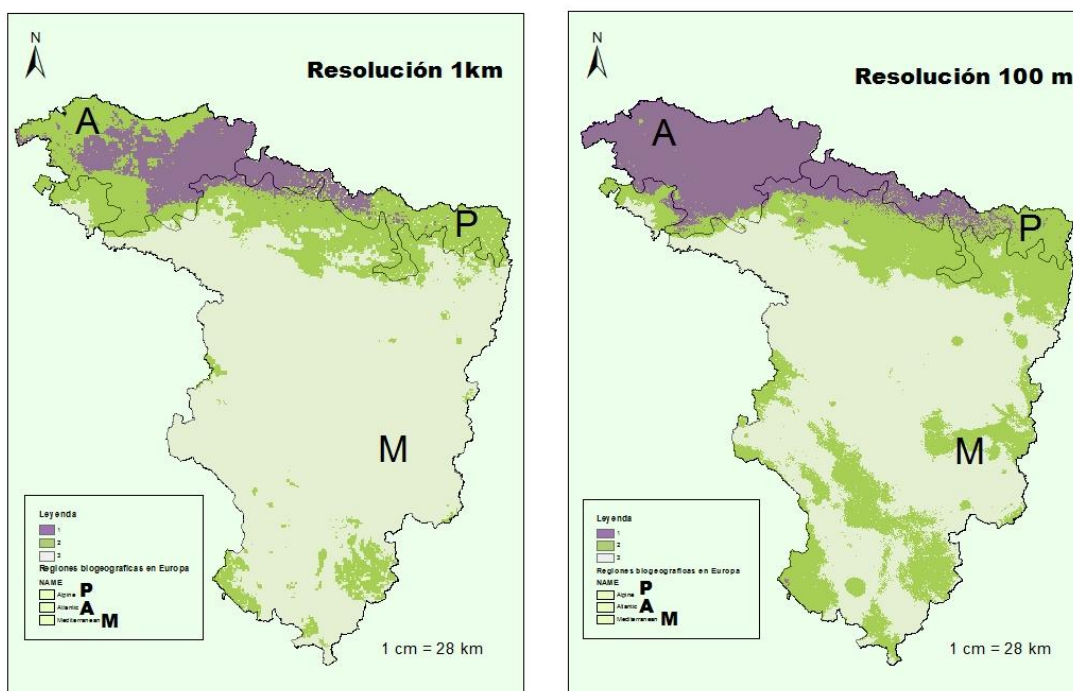 N
Resolución 1km
A
P
M
Leyenda
1
2
3
Regiones biogeograficas en Europa
NAME
Alpine P
Atlantic A
Mediterranean M
1 cm = 28 km
N
Resolución 100 m
A
P
M
Leyenda
1
2
3
Regiones biogeograficas en Europa
NAME
Alpine P
Atlantic A
Mediterranean M
1 cm = 28 km